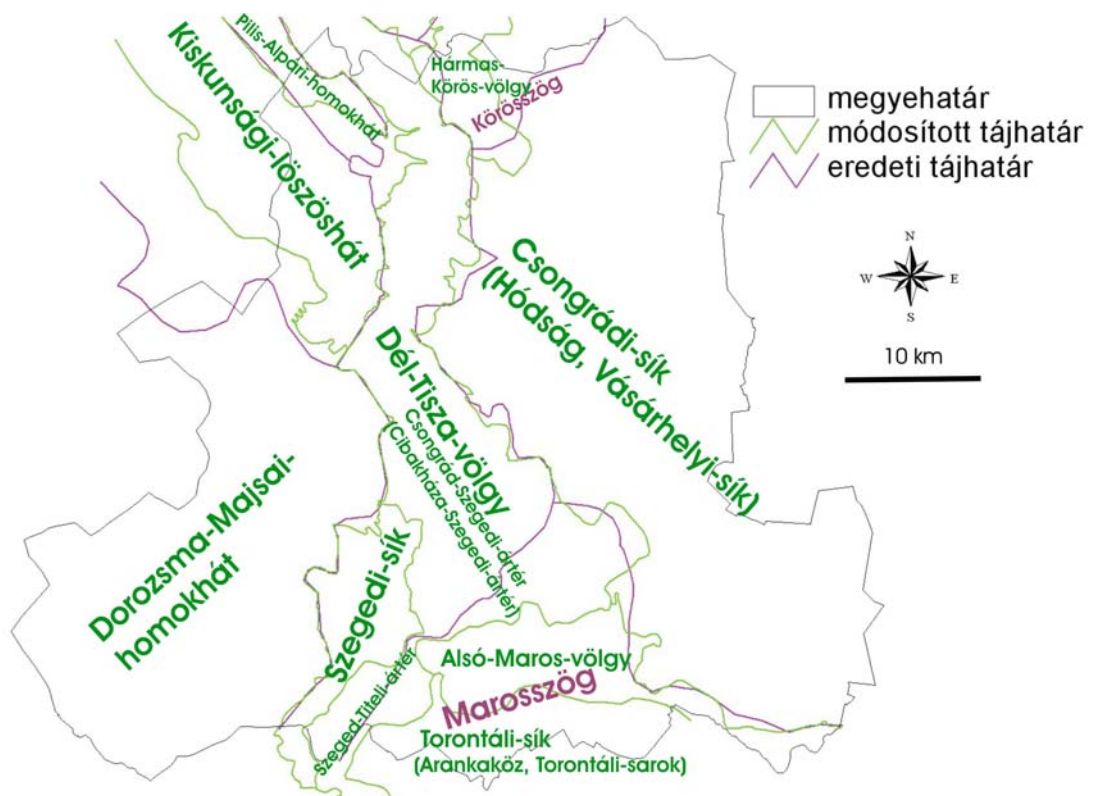 Pilis-Alpári-homokhát
Kiskunsági-löszöshát
Hármas-
Körös-völgy
Körösszög
megyehatár
módosított tájhatár
eredeti tájhatár
N
W
E
S
10 km
Csongrádi-sík
(Hódság, Vásárhelyi-sík)
Dél-Tisza-völgy
Csongrád-Szegedi-ártér
(Cibakháza-Szegedi-ártér)
Dorozsma-Majsai-
homokhát
Szegedi-sík
Szeged-Titeli-ártér
Alsó-Maros-völgy
Marosszög
Torontáli-sík
(Arankaköz, Torontáli-sarok)